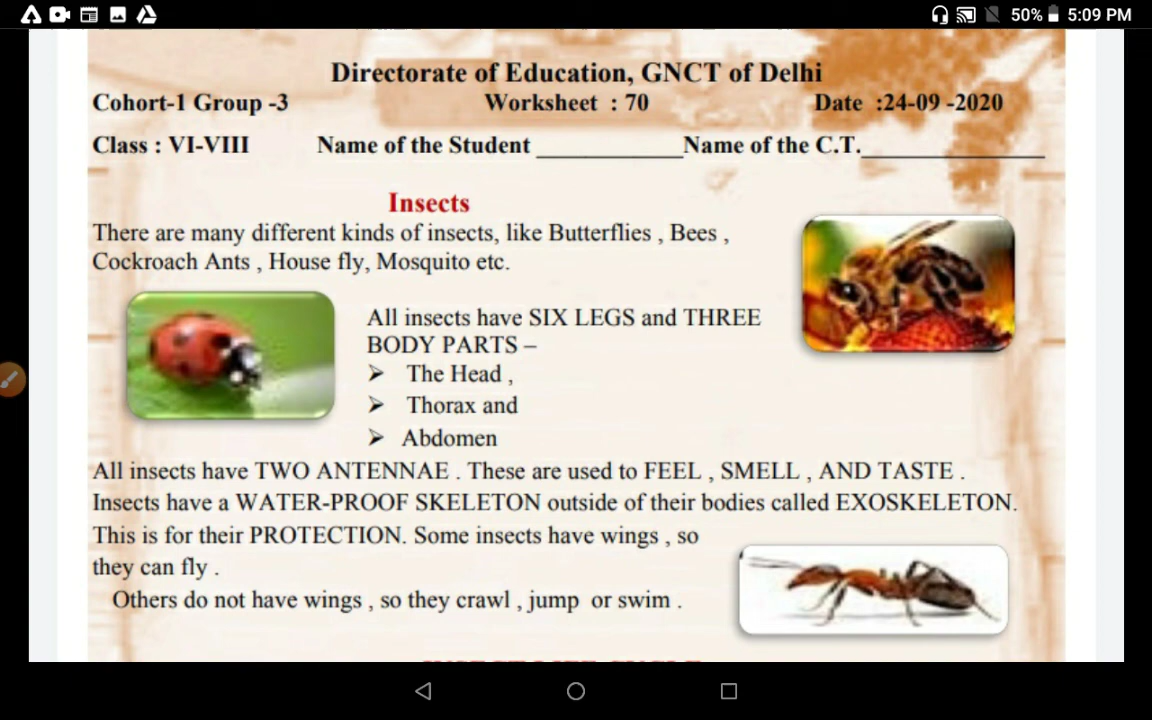 50% 5:09 PM
Directorate of Education, GNCT of Delhi
Cohort-1 Group -3 Worksheet : 70 Date :24-09 -2020
Class : VI-VIII Name of the Student ____________Name of the C.T._______________
Insects
There are many different kinds of insects, like Butterflies , Bees ,
Cockroach Ants , House fly, Mosquito etc.
All insects have SIX LEGS and THREE
BODY PARTS –
➢ The Head ,
➢ Thorax and
➢ Abdomen
All insects have TWO ANTENNAE . These are used to FEEL , SMELL , AND TASTE .
Insects have a WATER-PROOF SKELETON outside of their bodies called EXOSKELETON.
This is for their PROTECTION. Some insects have wings , so
they can fly .
Others do not have wings , so they crawl , jump or swim .